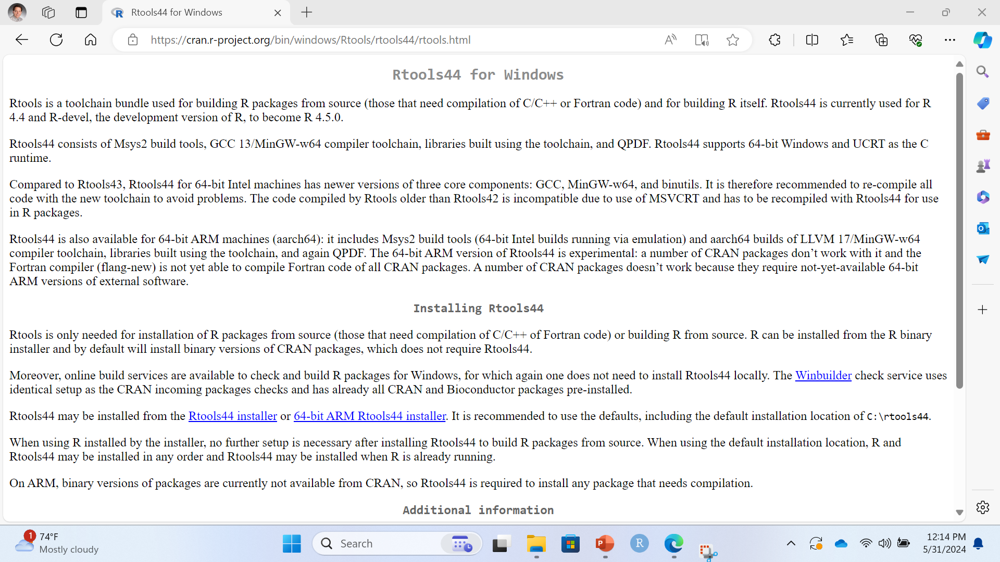 Rtools44 for Windows
https://cran.r-project.org/bin/windows/Rtools/rtools44/rtools.html
Rtools44 for Windows
Rtools is a toolchain bundle used for building R packages from source (those that need compilation of C/C++ or Fortran code) and for building R itself. Rtools44 is currently used for R
4.4 and R-devel, the development version of R, to become R 4.5.0.
Rtools44 consists of Msys2 build tools, GCC 13/MinGW-w64 compiler toolchain, libraries built using the toolchain, and QPDF. Rtools44 supports 64-bit Windows and UCRT as the C
runtime.
Compared to Rtools43, Rtools44 for 64-bit Intel machines has newer versions of three core components: GCC, MinGW-w64, and binutils. It is therefore recommended to re-compile all
code with the new toolchain to avoid problems. The code compiled by Rtools older than Rtools42 is incompatible due to use of MSVCRT and has to be recompiled with Rtools44 for use
in R packages.
Rtools44 is also available for 64-bit ARM machines (aarch64): it includes Msys2 build tools (64-bit Intel builds running via emulation) and aarch64 builds of LLVM 17/MinGW-w64
compiler toolchain, libraries built using the toolchain, and again QPDF. The 64-bit ARM version of Rtools44 is experimental: a number of CRAN packages don’t work with it and the
Fortran compiler (flang-new) is not yet able to compile Fortran code of all CRAN packages. A number of CRAN packages doesn’t work because they require not-yet-available 64-bit
ARM versions of external software.
Installing Rtools44
Rtools is only needed for installation of R packages from source (those that need compilation of C/C++ of Fortran code) or building R from source. R can be installed from the R binary
installer and by default will install binary versions of CRAN packages, which does not require Rtools44.
Moreover, online build services are available to check and build R packages for Windows, for which again one does not need to install Rtools44 locally. The Winbuilder check service uses
identical setup as the CRAN incoming packages checks and has already all CRAN and Bioconductor packages pre-installed.
Rtools44 may be installed from the Rtools44 installer or 64-bit ARM Rtools44 installer. It is recommended to use the defaults, including the default installation location of C:\rtools44.
When using R installed by the installer, no further setup is necessary after installing Rtools44 to build R packages from source. When using the default installation location, R and
Rtools44 may be installed in any order and Rtools44 may be installed when R is already running.
On ARM, binary versions of packages are currently not available from CRAN, so Rtools44 is required to install any package that needs compilation.
Additional information
1
74°F
Mostly cloudy
Search
12:14 PM
5/31/2024